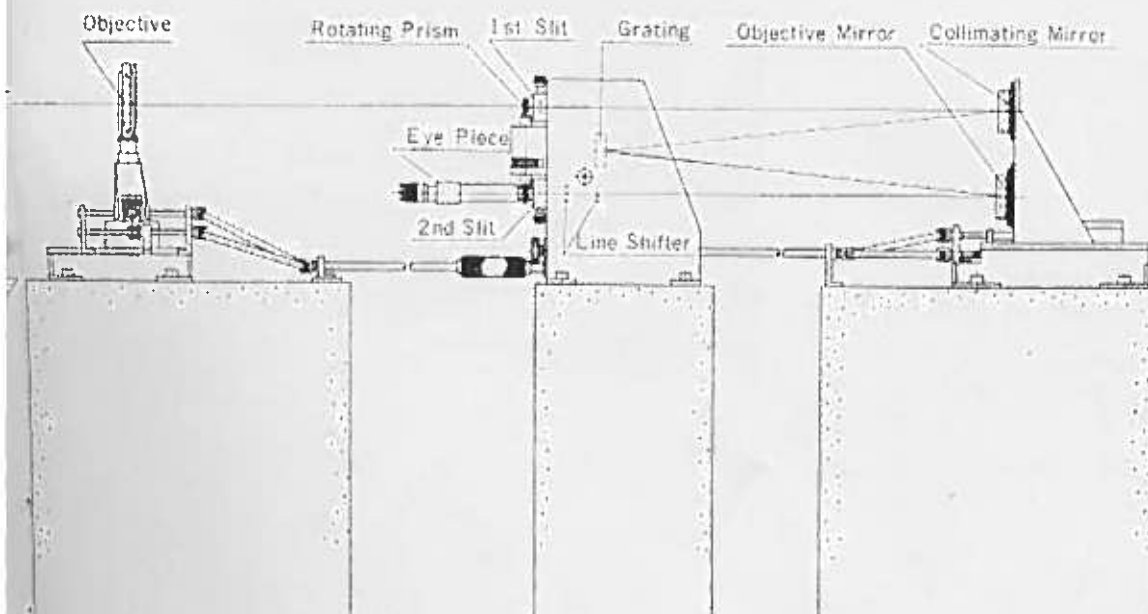 Objective
Rotating Prism
1st Slit
Grating
Objective Mirror
Collimating Mirror
Eye Piece
2nd Slit
Line Shifter